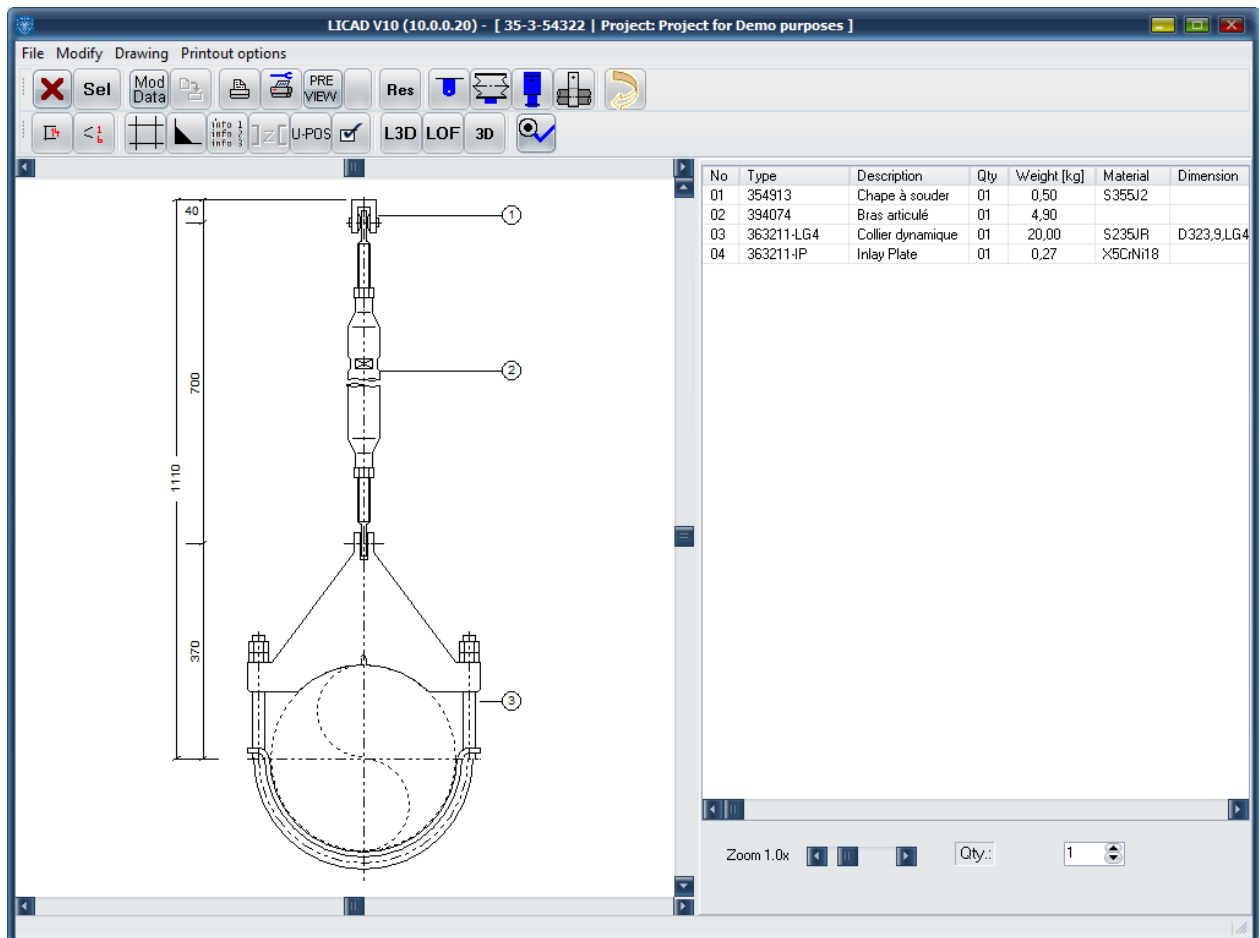 LICAD V10 (10.0.0.20) - [ 35-3-54322 | Project: Project for Demo purposes ]
File Modify Drawing Printout options
Sel Mod Data PRE VIEW Res
info 1 info 2 info 3 ]z[ U-POS L3D LOF 3D
No Type Description Qty Weight [kg] Material Dimension
01 354913 Chape à souder 01 0,50 S355J2
02 394074 Bras articulé 01 4,90
03 363211-LG4 Collier dynamique 01 20,00 S235JR D323,9,LG4
04 363211-IP Inlay Plate 01 0,27 X5CrNi18
40
1
2
700
1110
370
3
Zoom 1.0x Qty.: 1